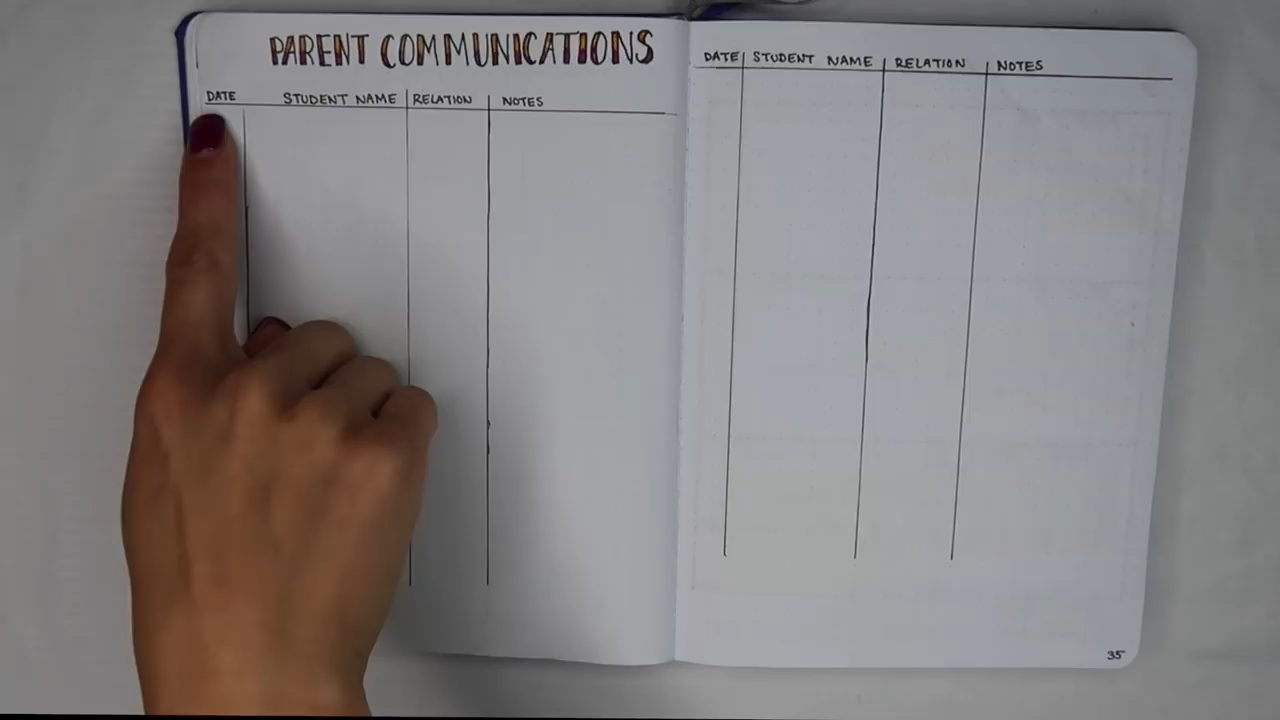 PARENT COMMUNICATIONS
DATE STUDENT NAME RELATION NOTES
DATE STUDENT NAME RELATION NOTES
35